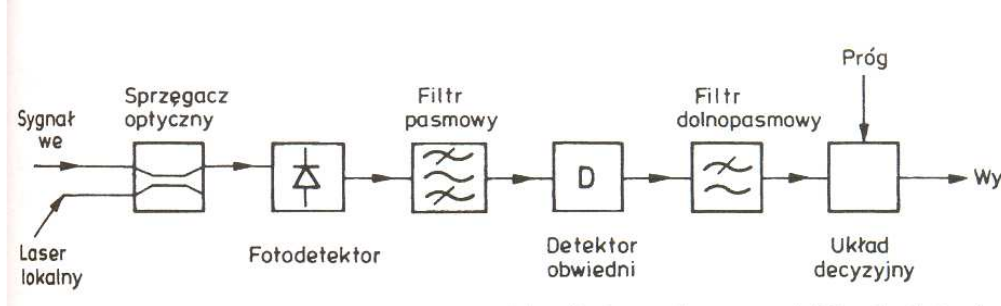 Sygnał
we
Sprzęgacz
optyczny
Laser
lokalny
Fotodetektor
Filtr
pasmowy
D
Detektor
obwiedni
Filtr
dolnopasmowy
Próg
Układ
decyzyjny
Wy